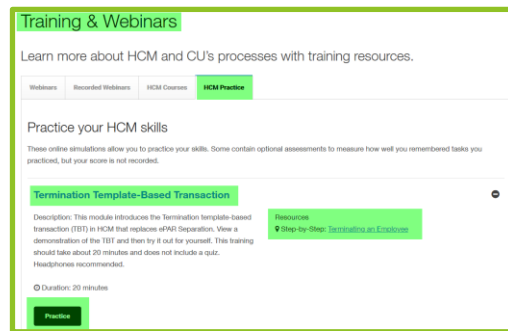 Training & Webinars
Learn more about HCM and CU's processes with training resources.
Webinars Recorded Webinars HCM Courses HCM Practice
Practice your HCM skills
These online simulations allow you to practice your skills. Some contain optional assessments to measure how well you remembered tasks you
practiced, but your score is not recorded.
Termination Template-Based Transaction
Description: This module introduces the Termination template-based
transaction (TBT) in HCM that replaces ePAR Separation. View a
demonstration of the TBT and then try it out for yourself. This training
should take about 20 minutes and does not include a quiz.
Headphones recommended.
Resources
Step-by-Step: Terminating an Employee
Duration: 20 minutes
Practice